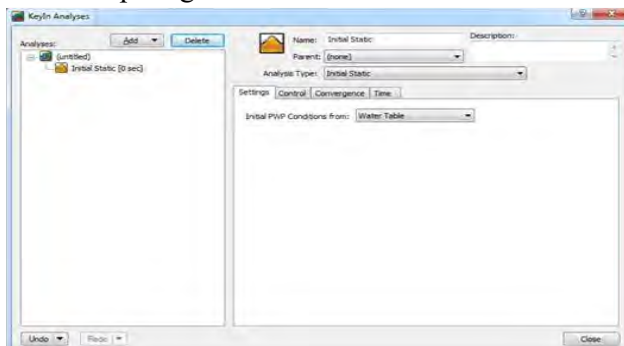 KeyIn Analyses
Analyses:
Add
Delete
(untitled)
Initial Static [0 sec]
Name: Initial Static
Description:
Parent: (none)
Analysis Type: Initial Static
Settings Control Convergence Time
Initial PWP Conditions from: Water Table
Undo
Redo
Close